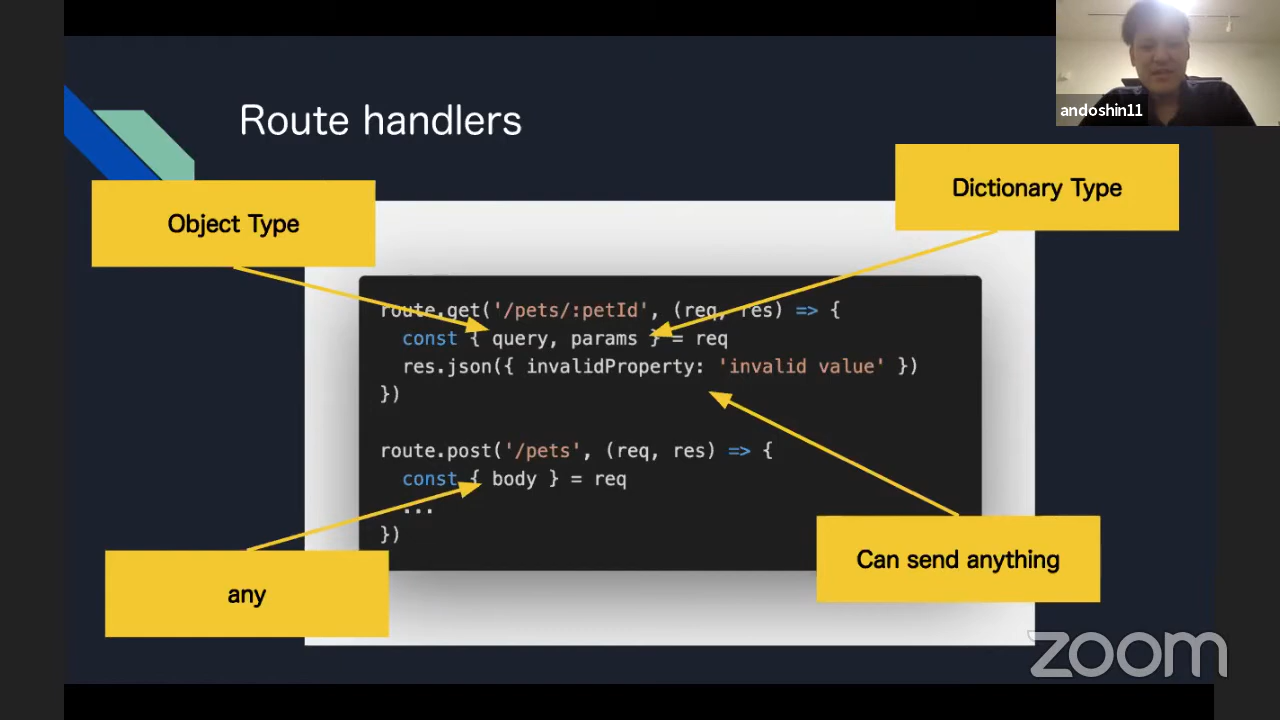 Route handlers
andoshin11
Object Type
Dictionary Type
route.get('/pets/:petId', (req, res) => {
const { query, params } = req
res.json({ invalidProperty: 'invalid value' })
})
route.post('/pets', (req, res) => {
const { body } = req
...
})
any
Can send anything
zoom